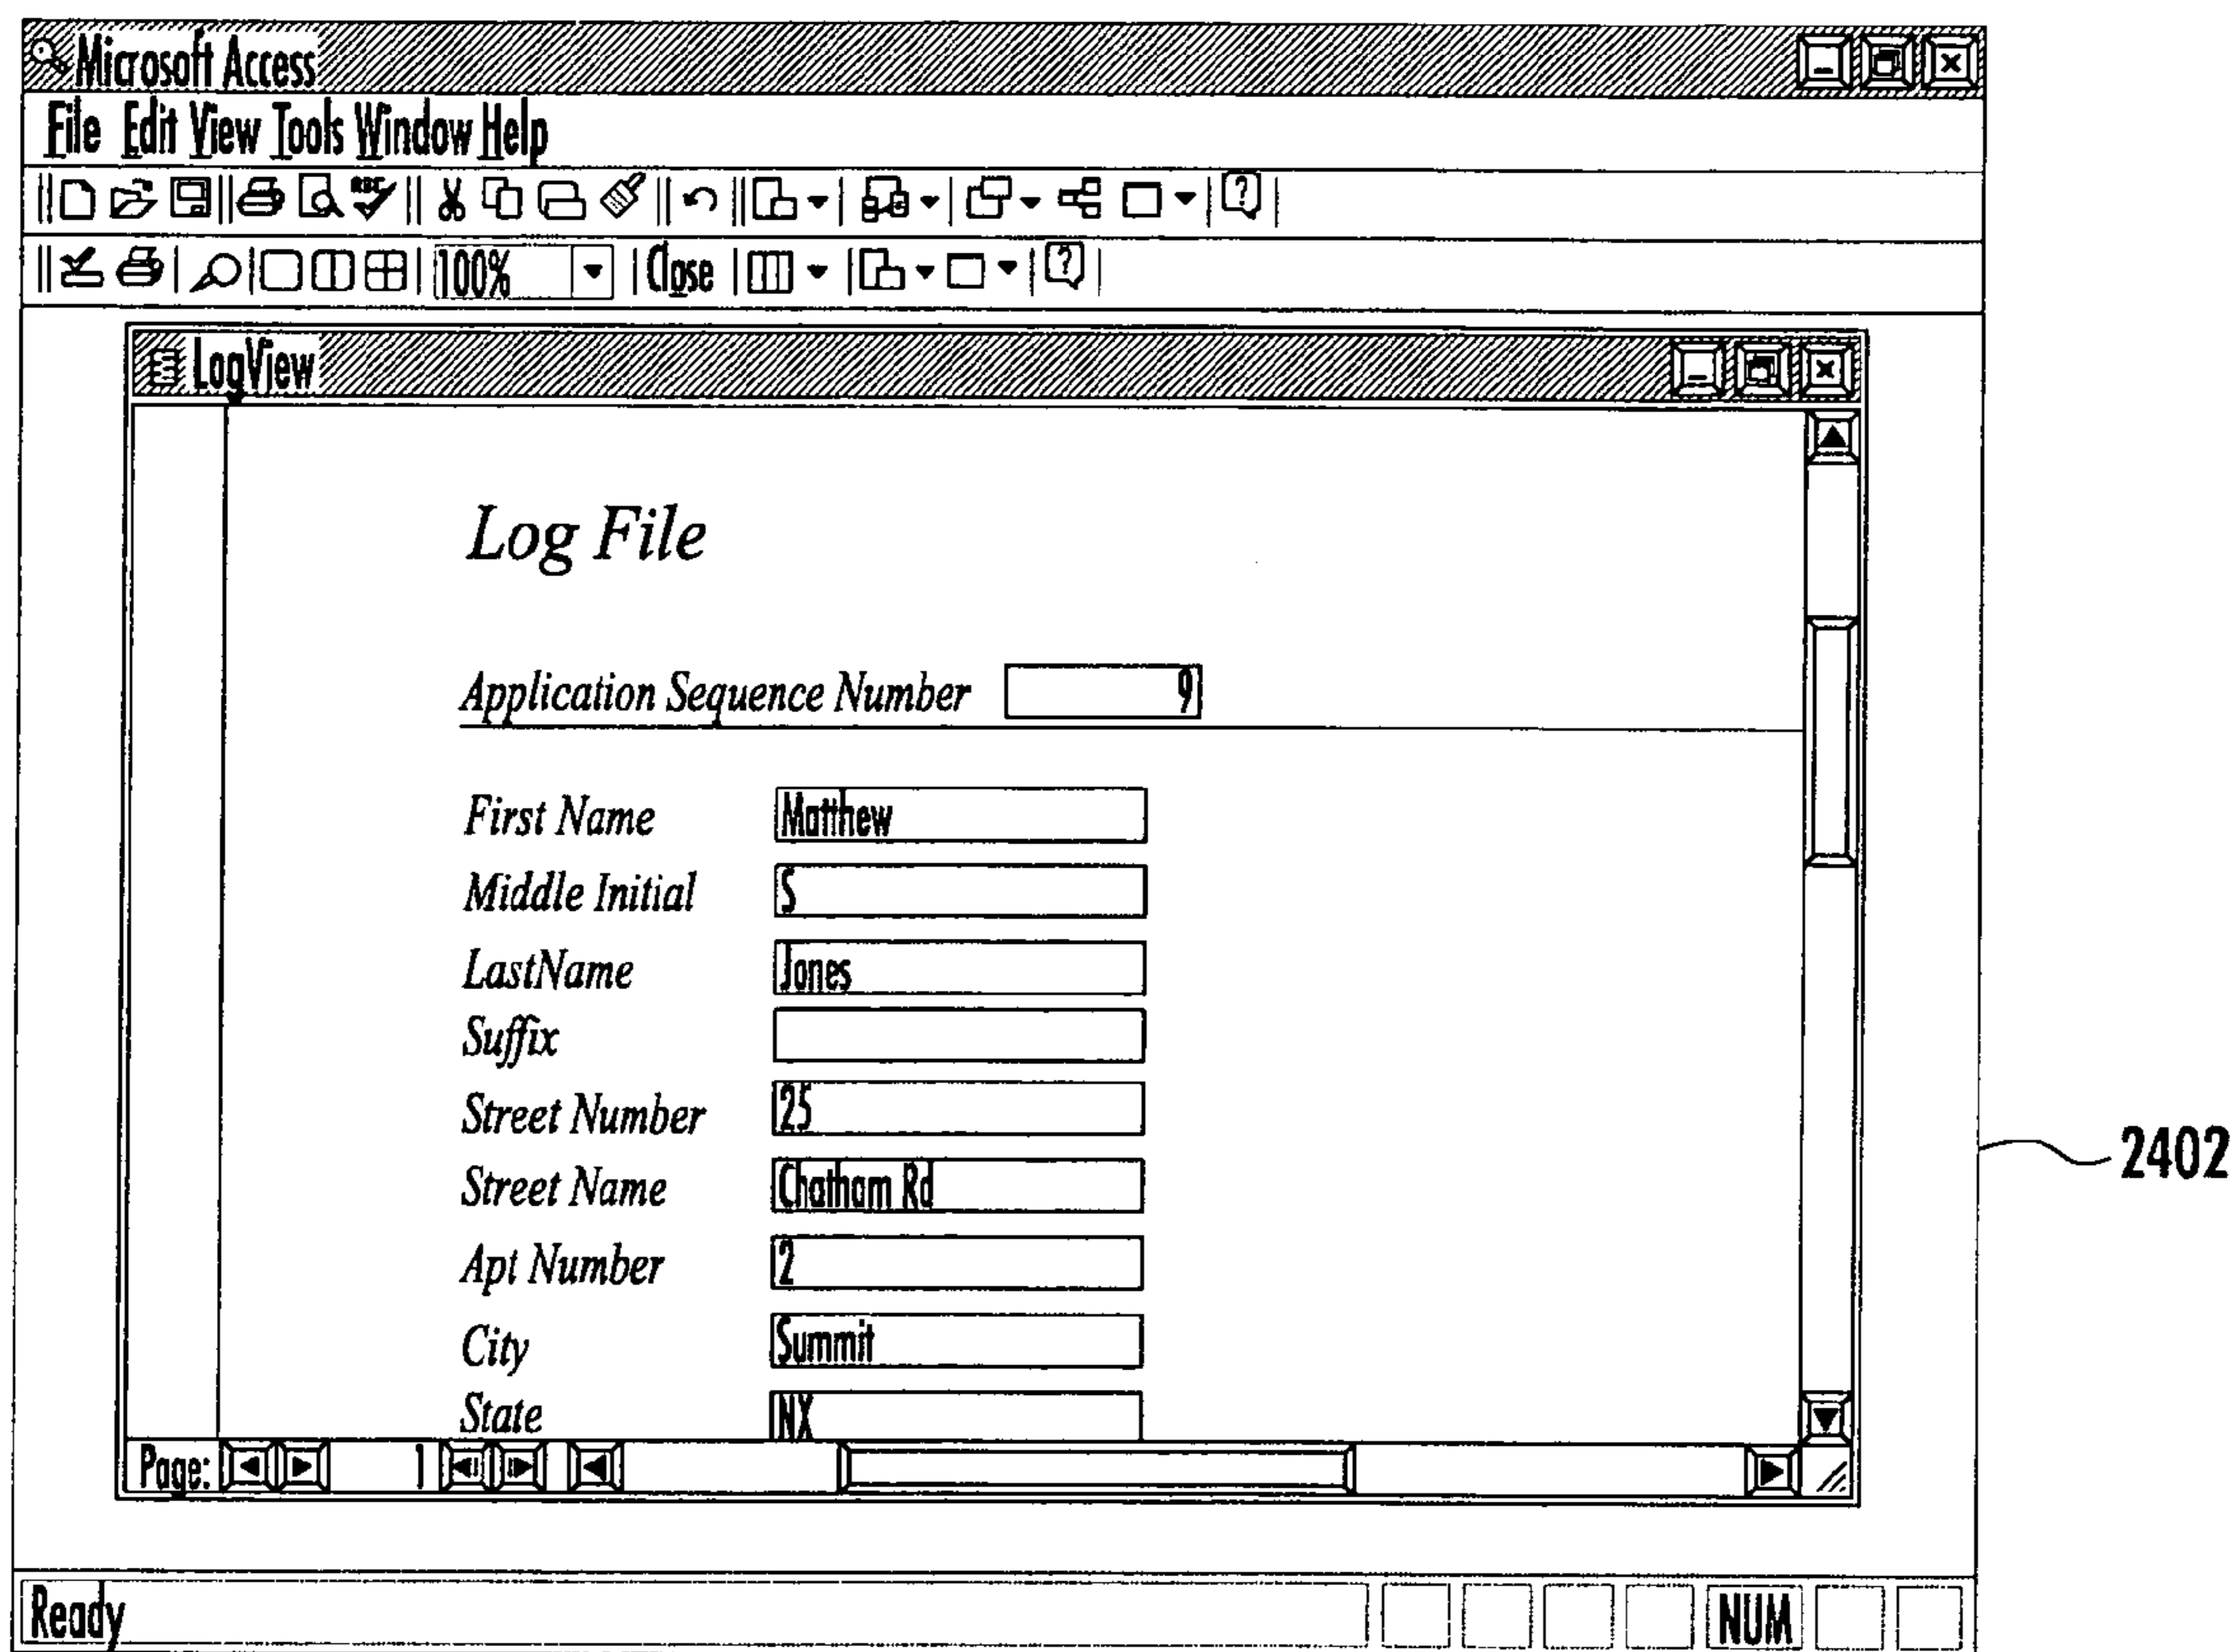 Microsoft Access
File Edit View Tools Window Help
ABC ?
100% Close ?
LogView
Log File
Application Sequence Number 9
First Name Matthew
Middle Initial S
LastName Jones
Suffix
Street Number 25
Street Name Chatham Rd
Apt Number 2
City Summit
State NX
Page: 1
2402
Ready NUM